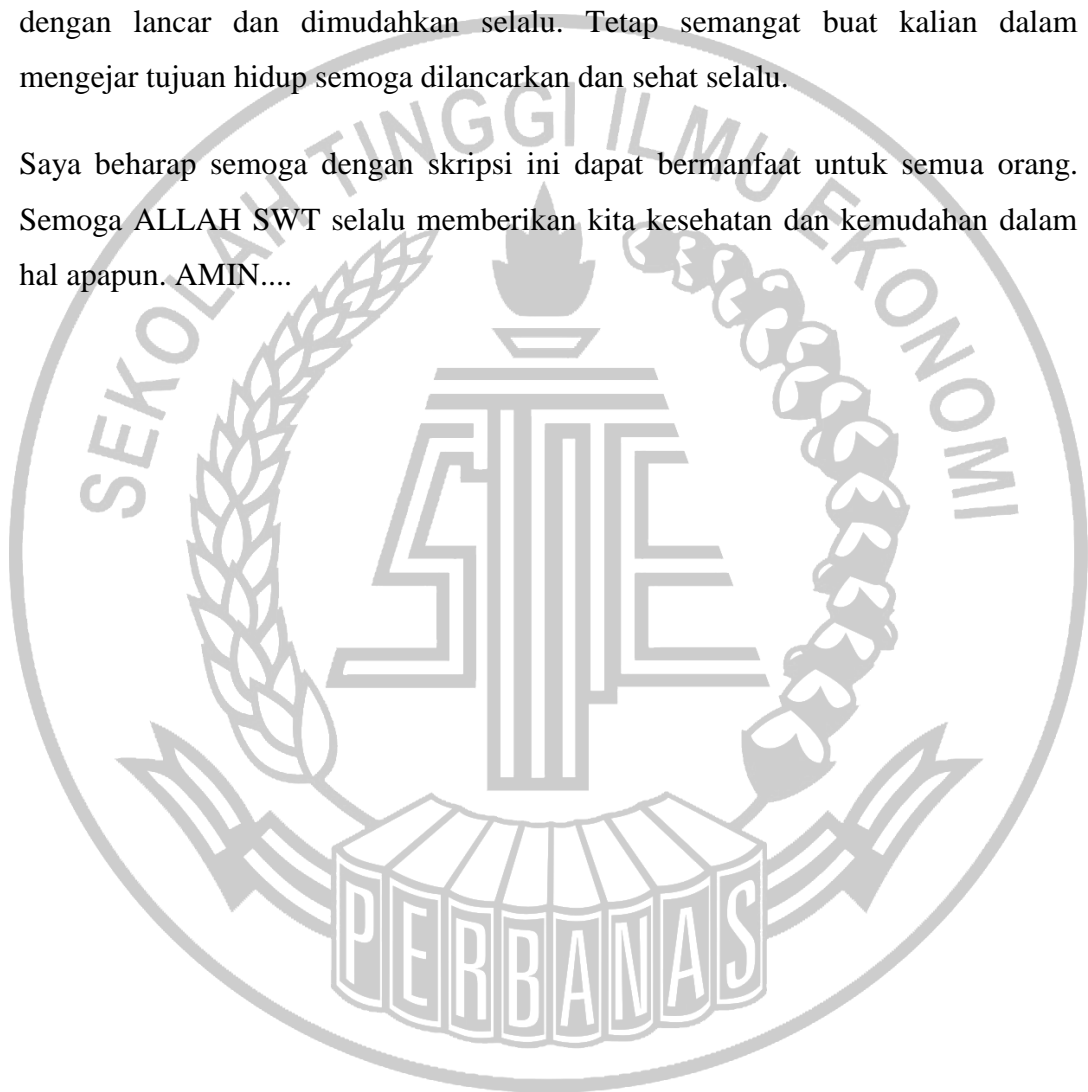 dengan lancar dan dimudahkan selalu. Tetap semangat buat kalian dalam
mengejar tujuan hidup semoga dilancarkan dan sehat selalu.
Saya beharap semoga dengan skripsi ini dapat bermanfaat untuk semua orang.
Semoga ALLAH SWT selalu memberikan kita kesehatan dan kemudahan dalam
hal apapun. AMIN....
SEKOLAH TINGGI ILMU EKONOMI
STIE
PERBANAS